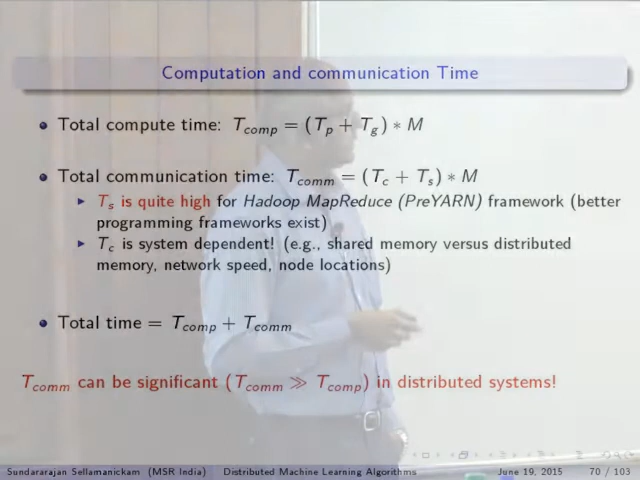 Computation and communication Time
• Total compute time: T_comp = (T_p + T_g) * M
• Total communication time: T_comm = (T_c + T_s) * M
▶ T_s is quite high for Hadoop MapReduce (PreYARN) framework (better
programming frameworks exist)
▶ T_c is system dependent! (e.g., shared memory versus distributed
memory, network speed, node locations)
• Total time = T_comp + T_comm
T_comm can be significant (T_comm ≫ T_comp) in distributed systems!
Sundararajan Sellamanickam (MSR India) Distributed Machine Learning Algorithms June 19, 2015 70 / 103